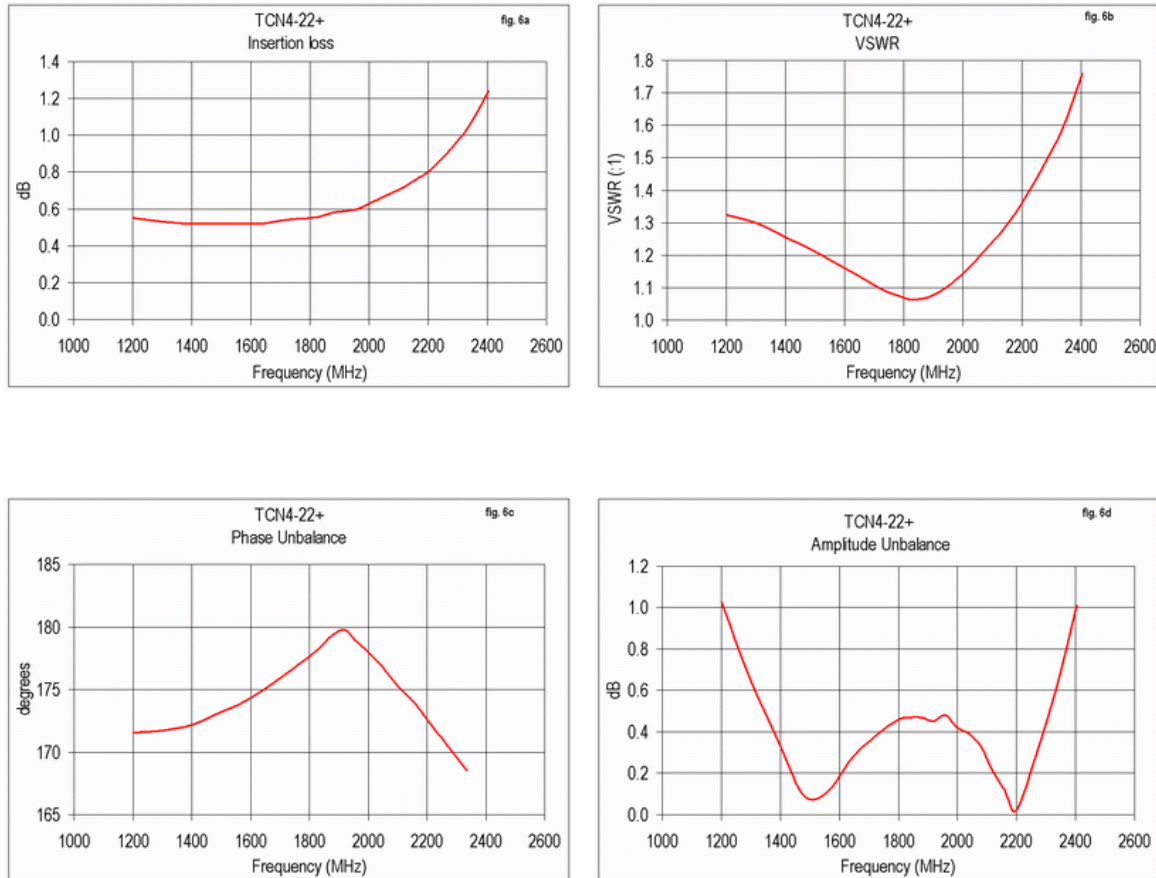 TCN4-22+ fig. 6a
Insertion loss
1.4
1.2
1.0
0.8
0.6
0.4
0.2
0.0
dB
1000 1200 1400 1600 1800 2000 2200 2400 2600
Frequency (MHz)
TCN4-22+ fig. 6b
VSWR
1.8
1.7
1.6
1.5
1.4
1.3
1.2
1.1
1.0
VSWR (:1)
1000 1200 1400 1600 1800 2000 2200 2400 2600
Frequency (MHz)
TCN4-22+ fig. 6c
Phase Unbalance
185
180
175
170
165
degrees
1000 1200 1400 1600 1800 2000 2200 2400 2600
Frequency (MHz)
TCN4-22+ fig. 6d
Amplitude Unbalance
1.2
1.0
0.8
0.6
0.4
0.2
0.0
dB
1000 1200 1400 1600 1800 2000 2200 2400 2600
Frequency (MHz)